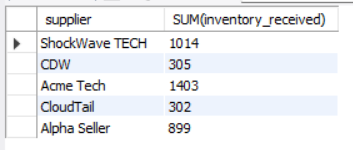 supplier SUM(inventory_received)
ShockWave TECH 1014
CDW 305
Acme Tech 1403
CloudTail 302
Alpha Seller 899